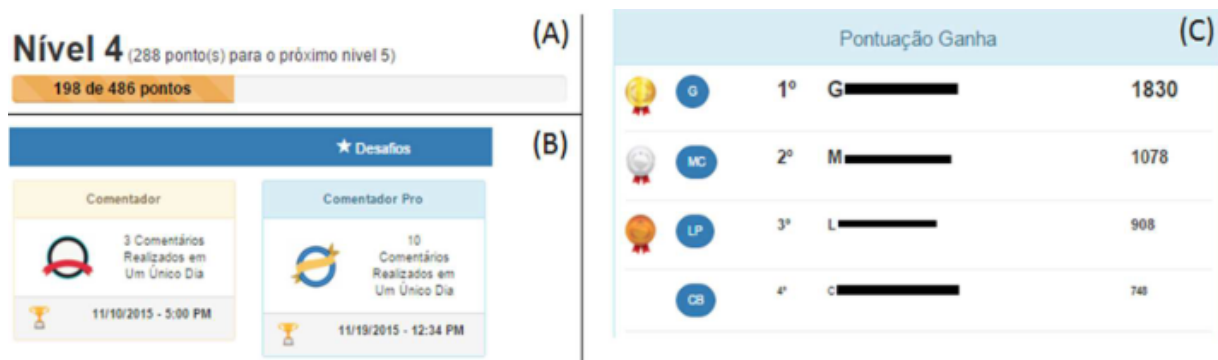 (A)
Nível 4 (288 ponto(s) para o próximo nivel 5)
198 de 486 pontos
(B)
★ Desafios
Comentador
3 Comentários
Realizados em
Um Único Dia
11/10/2015 - 5:00 PM
Comentador Pro
10
Comentários
Realizados em
Um Único Dia
11/19/2015 - 12:34 PM
(C)
Pontuação Ganha
G 1º G 1830
MC 2º M 1078
LP 3º L 908
CB 4º C 748